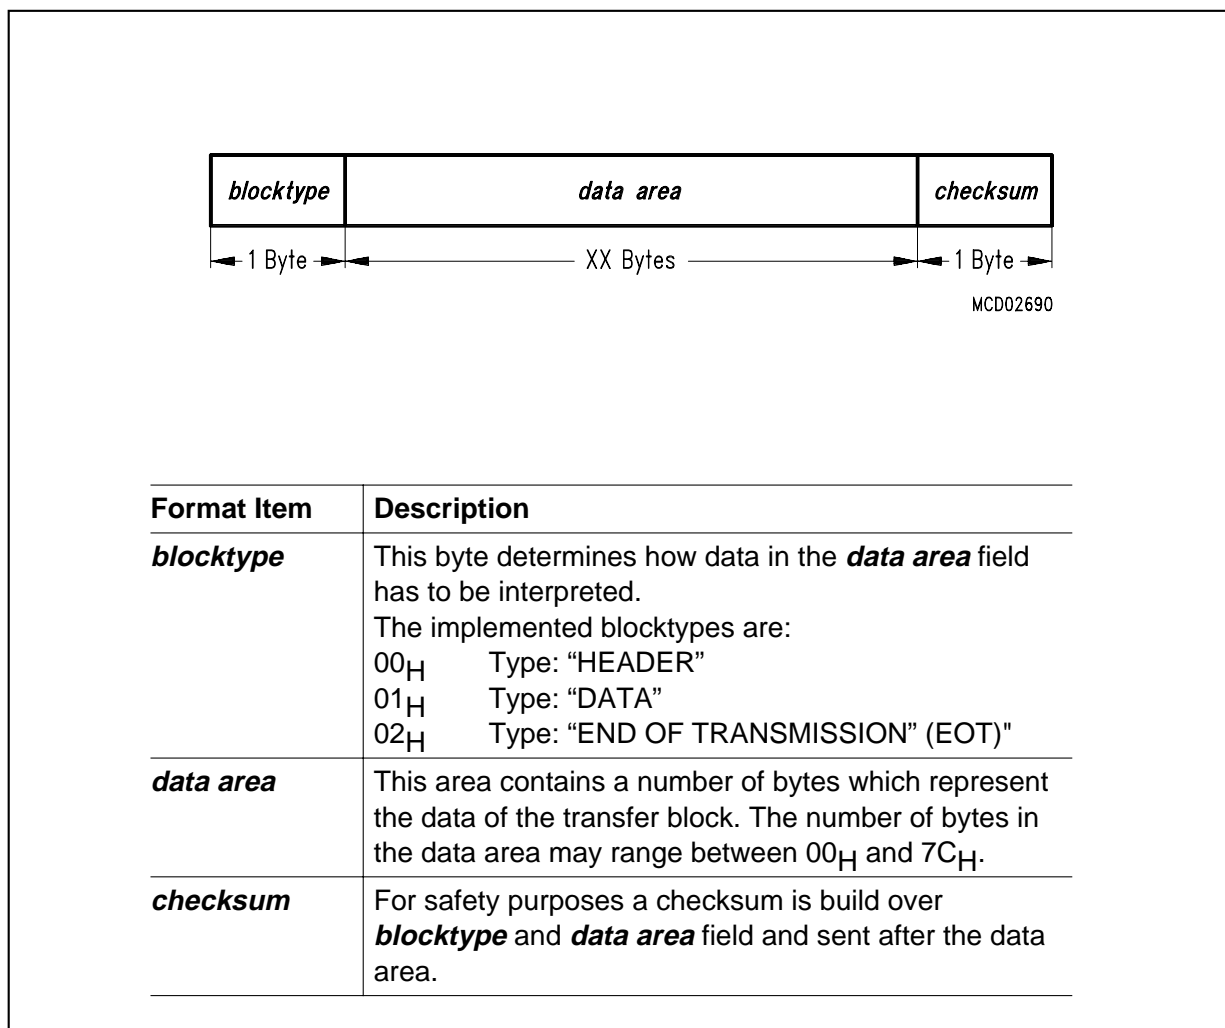 blocktype data area checksum
1 Byte XX Bytes 1 Byte
MCD02690
Format Item Description
blocktype This byte determines how data in the data area field
has to be interpreted.
The implemented blocktypes are:
00H Type: “HEADER”
01H Type: “DATA”
02H Type: “END OF TRANSMISSION” (EOT)"
data area This area contains a number of bytes which represent
the data of the transfer block. The number of bytes in
the data area may range between 00H and 7CH.
checksum For safety purposes a checksum is build over
blocktype and data area field and sent after the data
area.